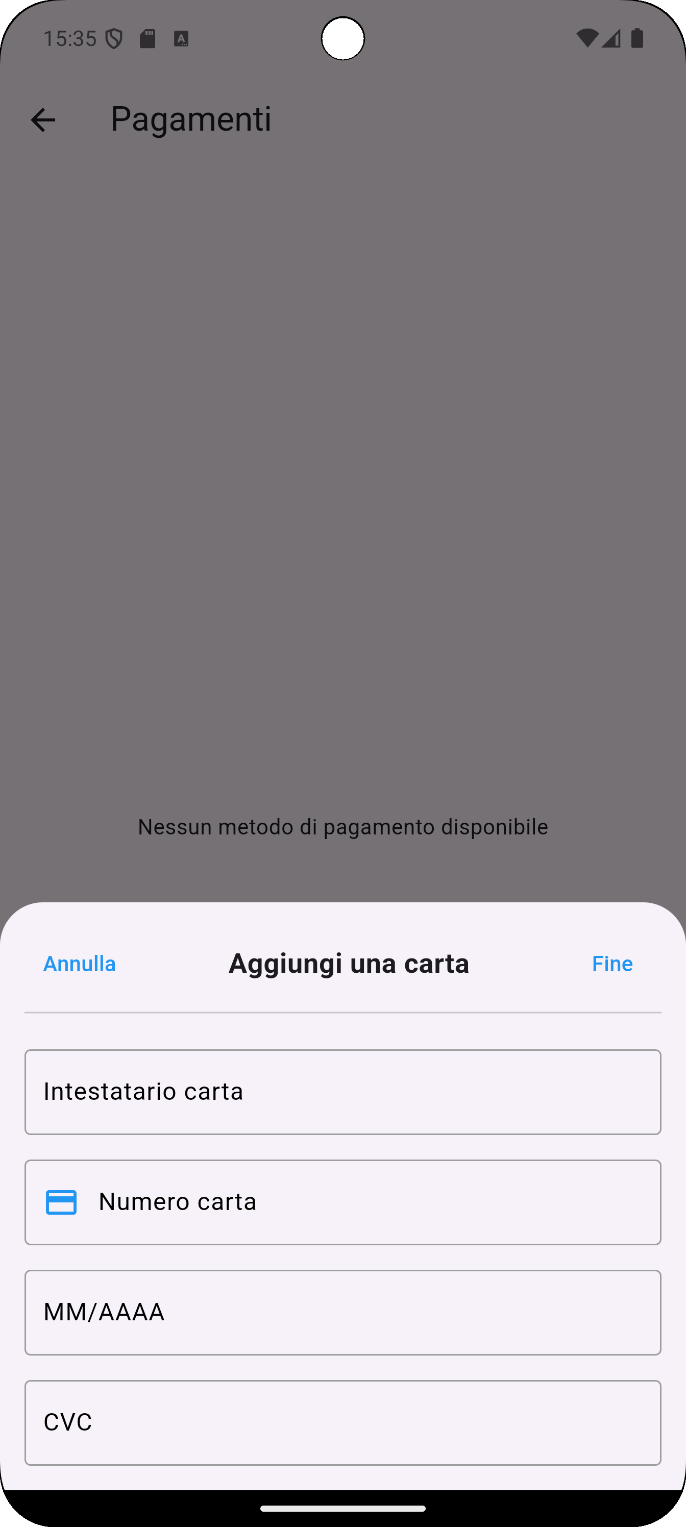 15:35
Pagamenti
Nessun metodo di pagamento disponibile
Annulla Aggiungi una carta Fine
Intestatario carta
Numero carta
MM/AAAA
CVC